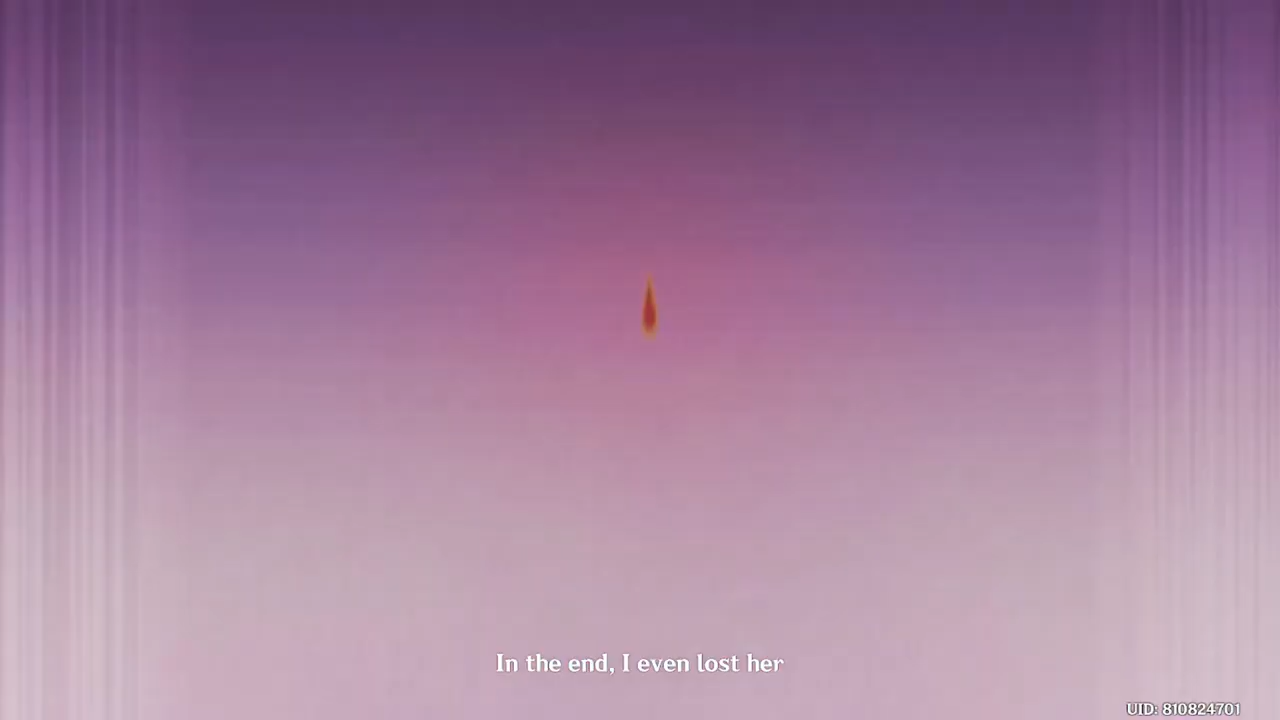 In the end, I even lost her
UID: 810824701